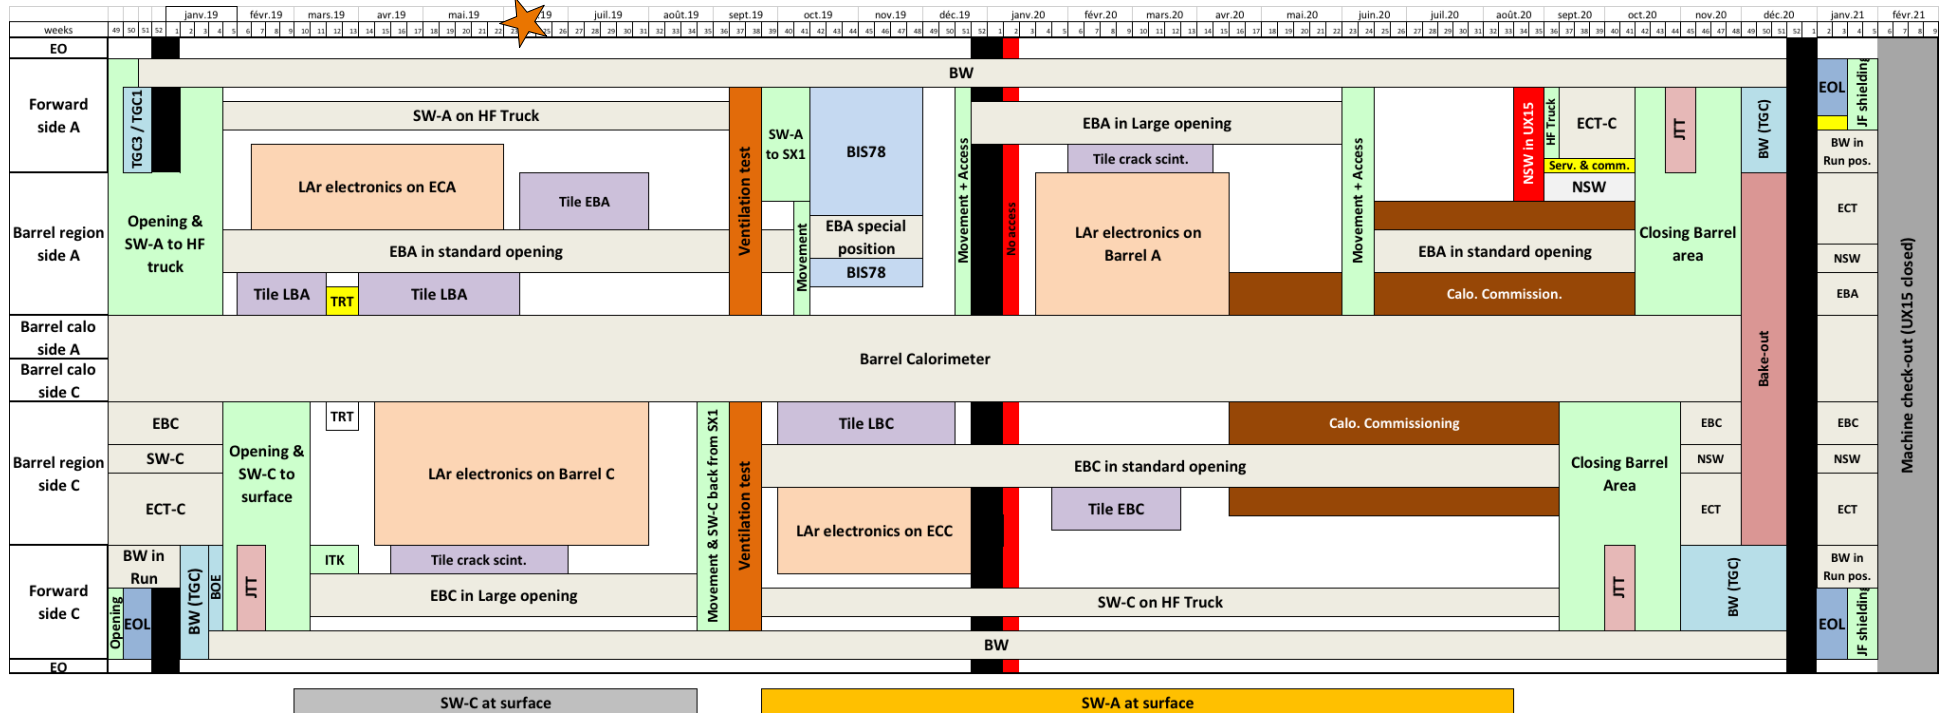 janv.19 févr.19 mars.19 avr.19 mai.19 19 juil.19 août.19 sept.19 oct.19 nov.19 déc.19 janv.20 févr.20 mars.20 avr.20 mai.20 juin.20 juil.20 août.20 sept.20 oct.20 nov.20 déc.20 janv.21 févr.21
weeks
EO
Forward
side A
Barrel region
side A
Barrel calo
side A
Barrel calo
side C
Barrel region
side C
Forward
side C
EO
BW
TGC3 / TGC1
Opening &
SW-A to HF
truck
SW-A on HF Truck
LAr electronics on ECA
Tile EBA
EBA in standard opening
Tile LBA
TRT
Tile LBA
Ventilation test
SW-A
to SX1
Movement
BIS78
EBA special
position
BIS78
Movement + Access
No access
EBA in Large opening
Tile crack scint.
LAr electronics on
Barrel A
Movement + Access
NSW in UX15
HF Truck
ECT-C
Serv. & comm.
NSW
EBA in standard opening
Calo. Commission.
Closing Barrel
area
JTT
BW (TGC)
Bake-out
EOL
JF shielding
BW in
Run pos.
ECT
NSW
EBA
Machine check-out (UX15 closed)
Barrel Calorimeter
EBC
SW-C
ECT-C
BW in
Run
Opening
EOL
BW (TGC)
BOE
Opening &
SW-C to
surface
JTT
TRT
LAr electronics on Barrel C
ITK
Tile crack scint.
EBC in Large opening
Movement & SW-C back from SX1
Ventilation test
Tile LBC
EBC in standard opening
LAr electronics on ECC
Tile EBC
Calo. Commissioning
SW-C on HF Truck
Closing Barrel
Area
JTT
EBC
NSW
ECT
BW (TGC)
EBC
NSW
ECT
BW in
Run pos.
EOL
JF shielding
BW
SW-C at surface
SW-A at surface